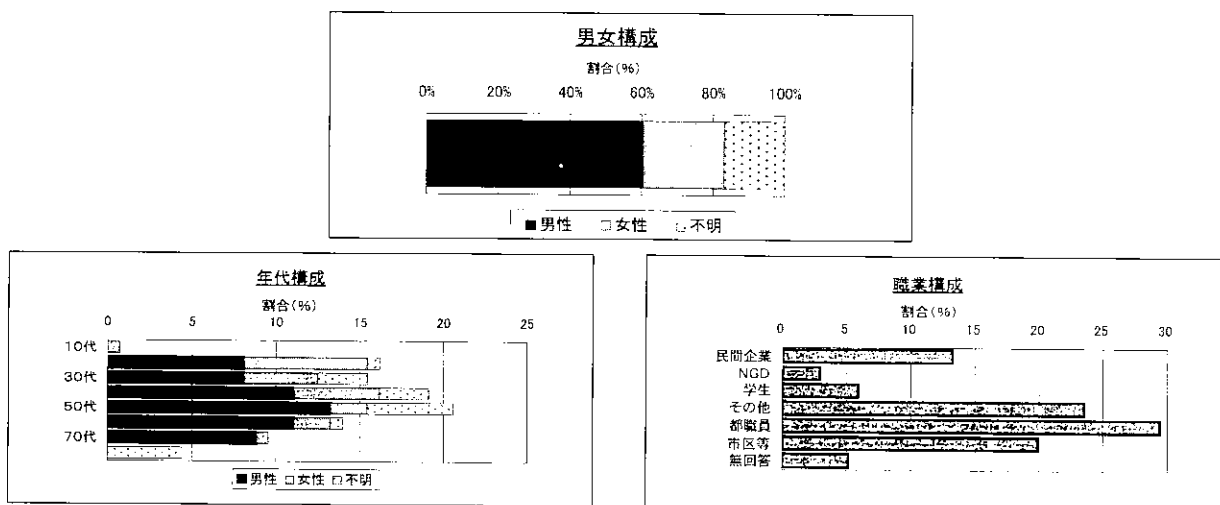 男女構成
割合(%)
0% 20% 40% 60% 80% 100%
■男性 □女性 □不明
年代構成
割合(%)
0 5 10 15 20 25
10代
30代
50代
70代
■男性 □女性 □不明
職業構成
割合(%)
0 5 10 15 20 25 30
民間企業
NGD
学生
その他
都職員
市区等
無回答